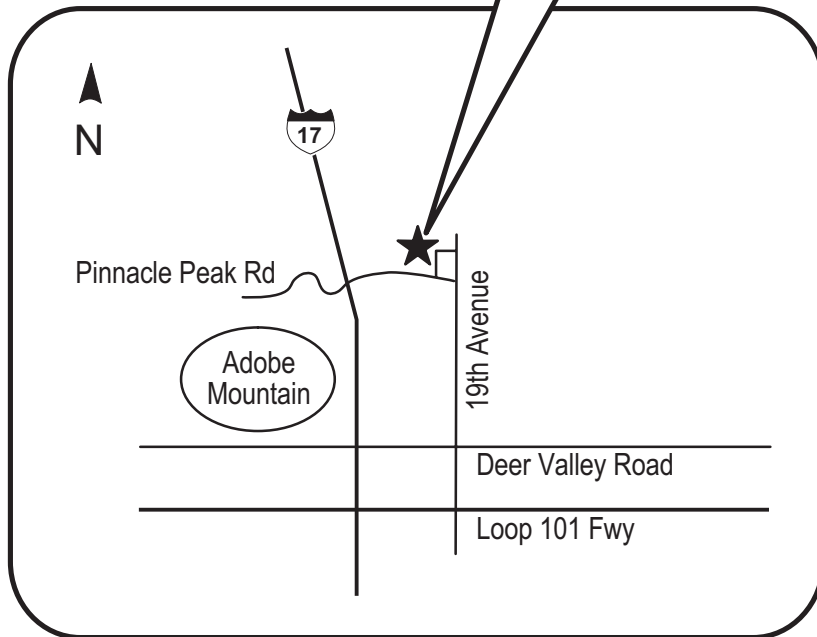 N
17
Pinnacle Peak Rd
19th Avenue
Adobe
Mountain
Deer Valley Road
Loop 101 Fwy